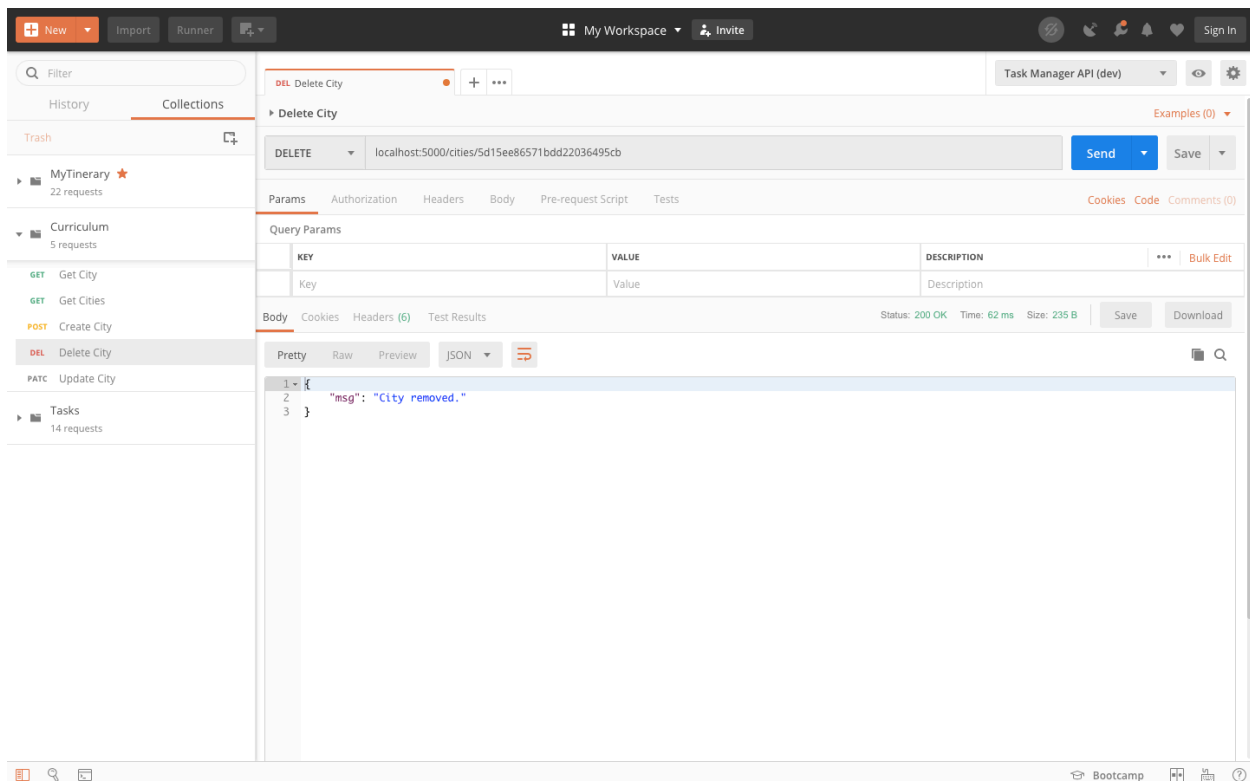 New Import Runner My Workspace Invite Sign In
Filter
History Collections
Trash
MyTinerary
22 requests
Curriculum
5 requests
GET Get City
GET Get Cities
POST Create City
DEL Delete City
PATC Update City
Tasks
14 requests
DEL Delete City + ••• Task Manager API (dev)
Delete City Examples (0)
DELETE localhost:5000/cities/5d15ee86571bdd22036495cb Send Save
Params Authorization Headers Body Pre-request Script Tests Cookies Code Comments (0)
Query Params
KEY VALUE DESCRIPTION ••• Bulk Edit
Key Value Description
Body Cookies Headers (6) Test Results Status: 200 OK Time: 62 ms Size: 235 B Save Download
Pretty Raw Preview JSON
1 {
2 "msg": "City removed."
3 }
Bootcamp